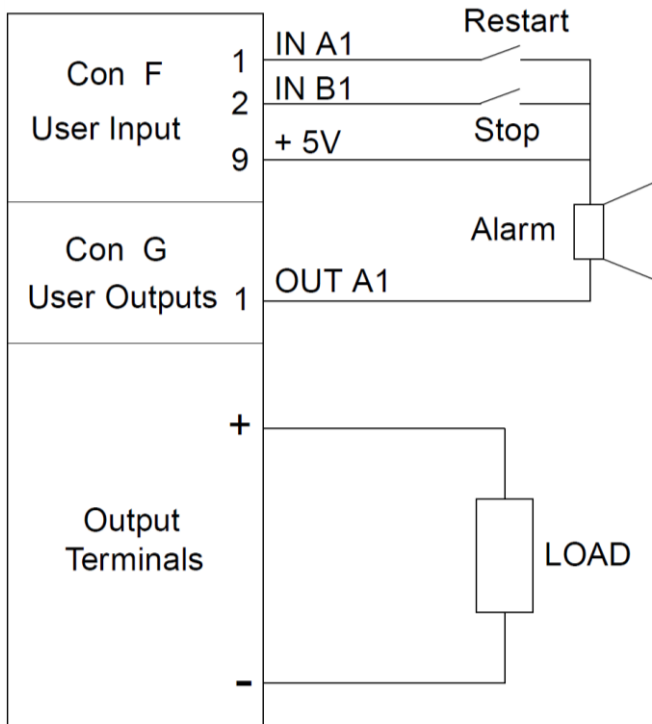 Con F
User Input
1
IN A1
Restart
2
IN B1
Stop
9
+ 5V
Alarm
Con G
User Outputs
1
OUT A1
+
Output
Terminals
LOAD
-